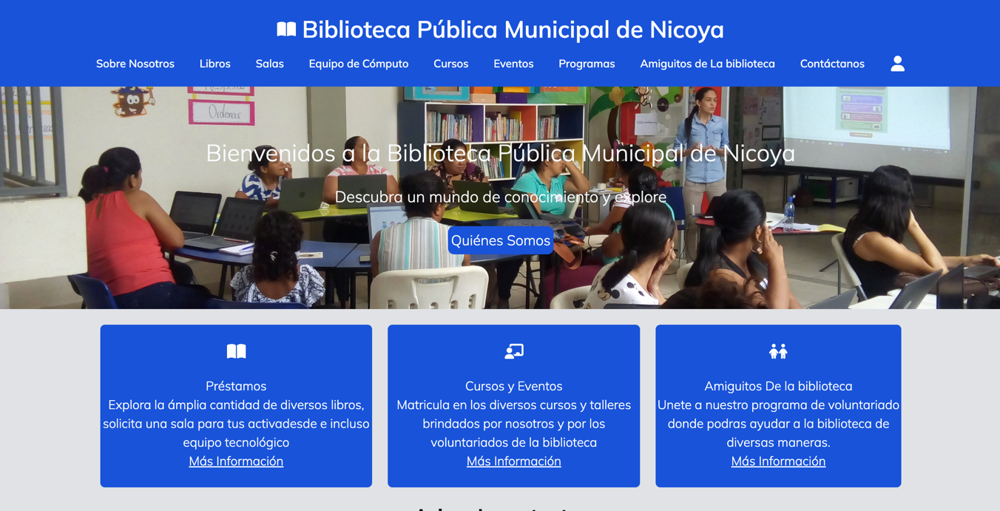 Biblioteca Pública Municipal de Nicoya
Sobre Nosotros Libros Salas Equipo de Cómputo Cursos Eventos Programas Amiguitos de La biblioteca Contáctanos
Ordenar
Bienvenidos a la Biblioteca Pública Municipal de Nicoya
Descubra un mundo de conocimiento y explore
Quiénes Somos
Préstamos
Explora la ámplia cantidad de diversos libros,
solicita una sala para tus activadesde e incluso
equipo tecnológico
Más Información
Cursos y Eventos
Matricula en los diversos cursos y talleres
brindados por nosotros y por los
voluntariados de la biblioteca
Más Información
Amiguitos De la biblioteca
Unete a nuestro programa de voluntariado
donde podras ayudar a la biblioteca de
diversas maneras.
Más Información